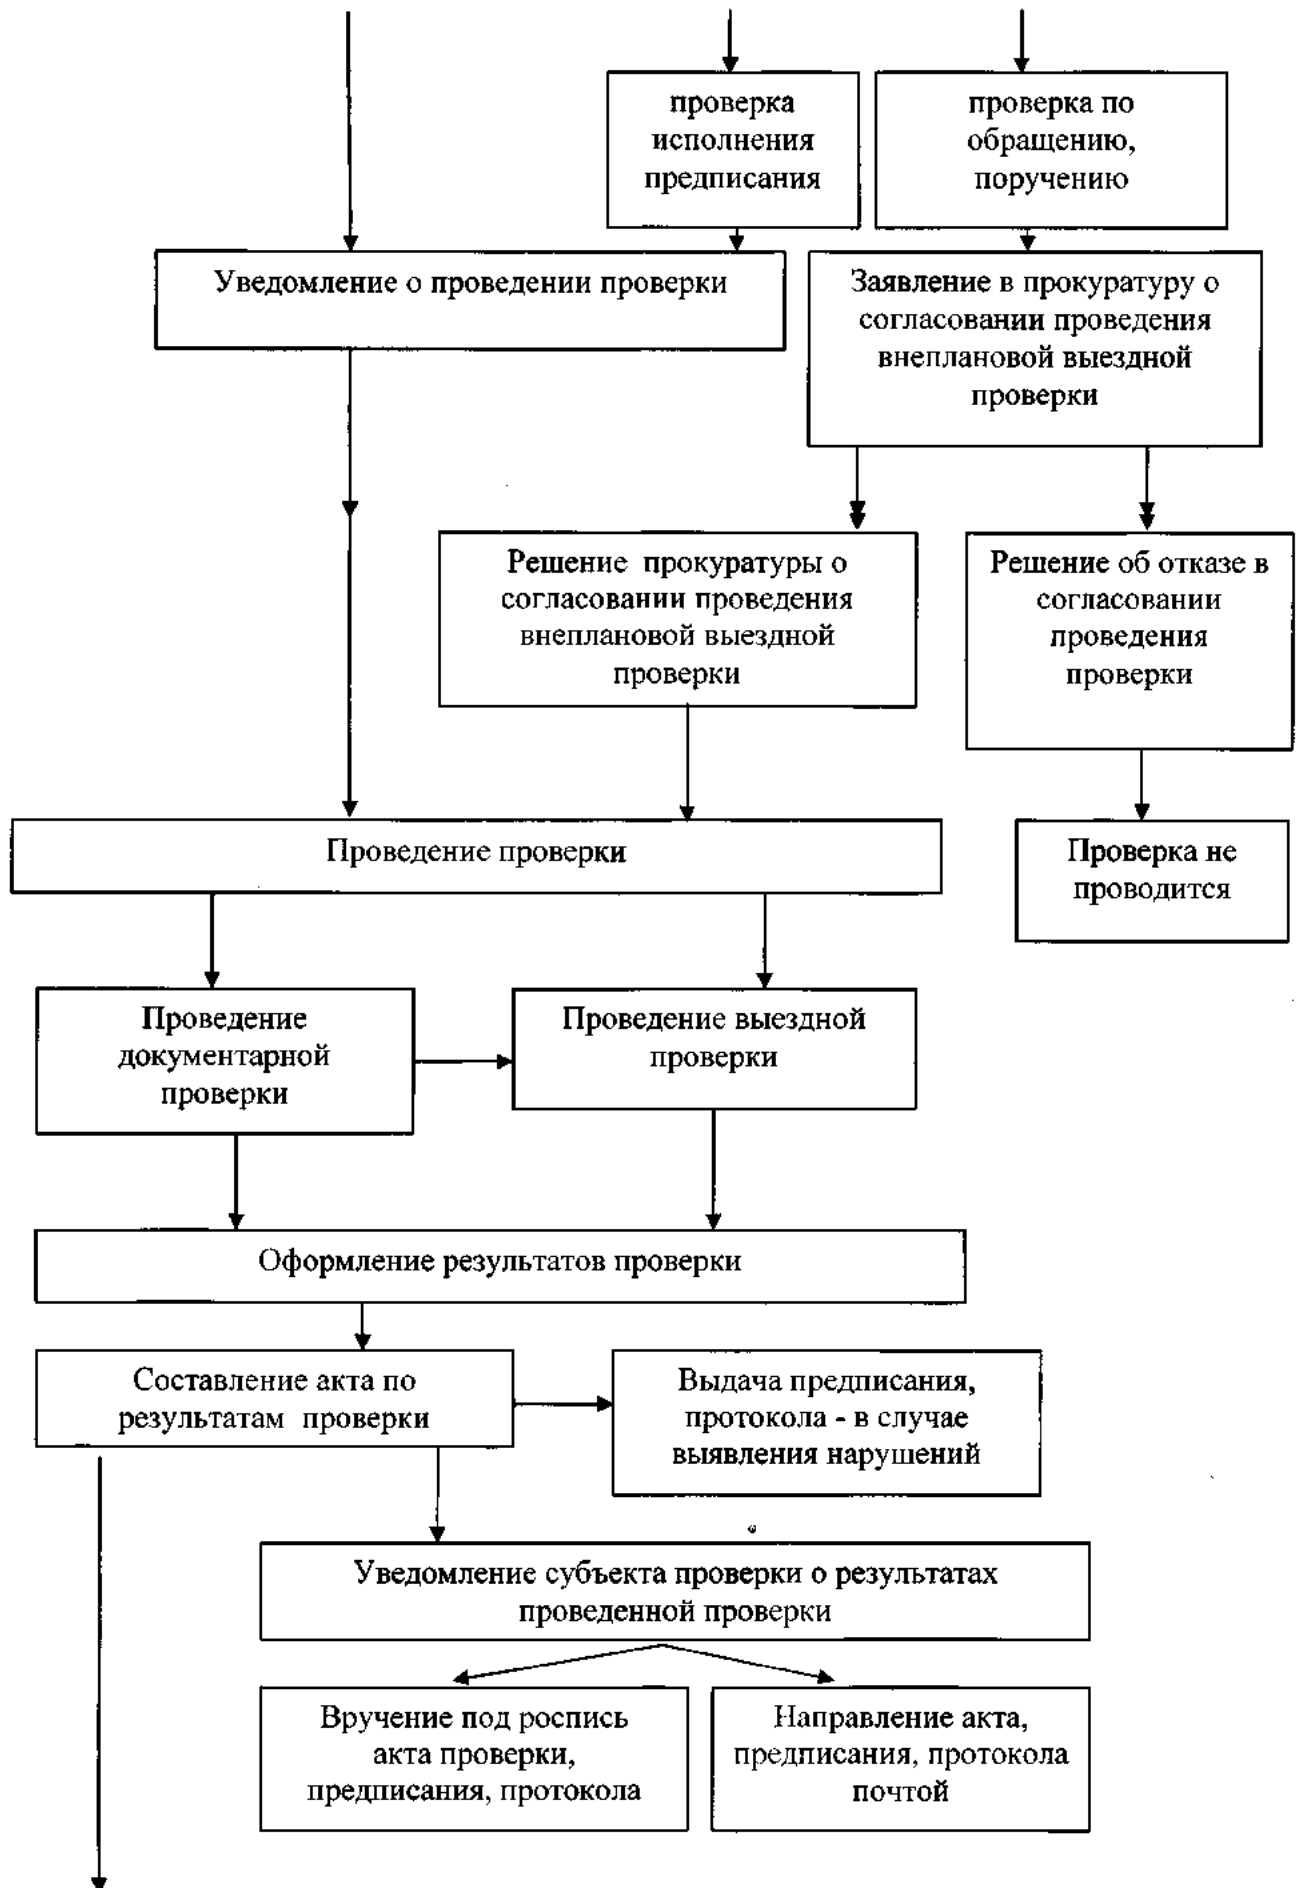 проверка
исполнения
предписания
проверка по
обращению,
поручению
Уведомление о проведении проверки
Заявление в прокуратуру о
согласовании проведения
внеплановой выездной
проверки
Решение прокуратуры о
согласовании проведения
внеплановой выездной
проверки
Решение об отказе в
согласовании
проведения
проверки
Проведение проверки
Проверка не
проводится
Проведение
документарной
проверки
Проведение выездной
проверки
Оформление результатов проверки
Составление акта по
результатам проверки
Выдача предписания,
протокола - в случае
выявления нарушений
Уведомление субъекта проверки о результатах
проведенной проверки
Вручение под роспись
акта проверки,
предписания, протокола
Направление акта,
предписания, протокола
почтой